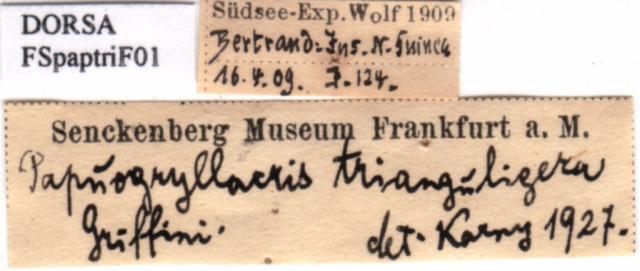 DORSA
FSpaptriF01
Südsee-Exp. Wolf 1909
Bertrand-Ins. N-Guinea
16.4.09. I.124.
Senckenberg Museum Frankfurt a. M.
Papuogryllacris trianguligera
Griffini. det. Karny 1927.